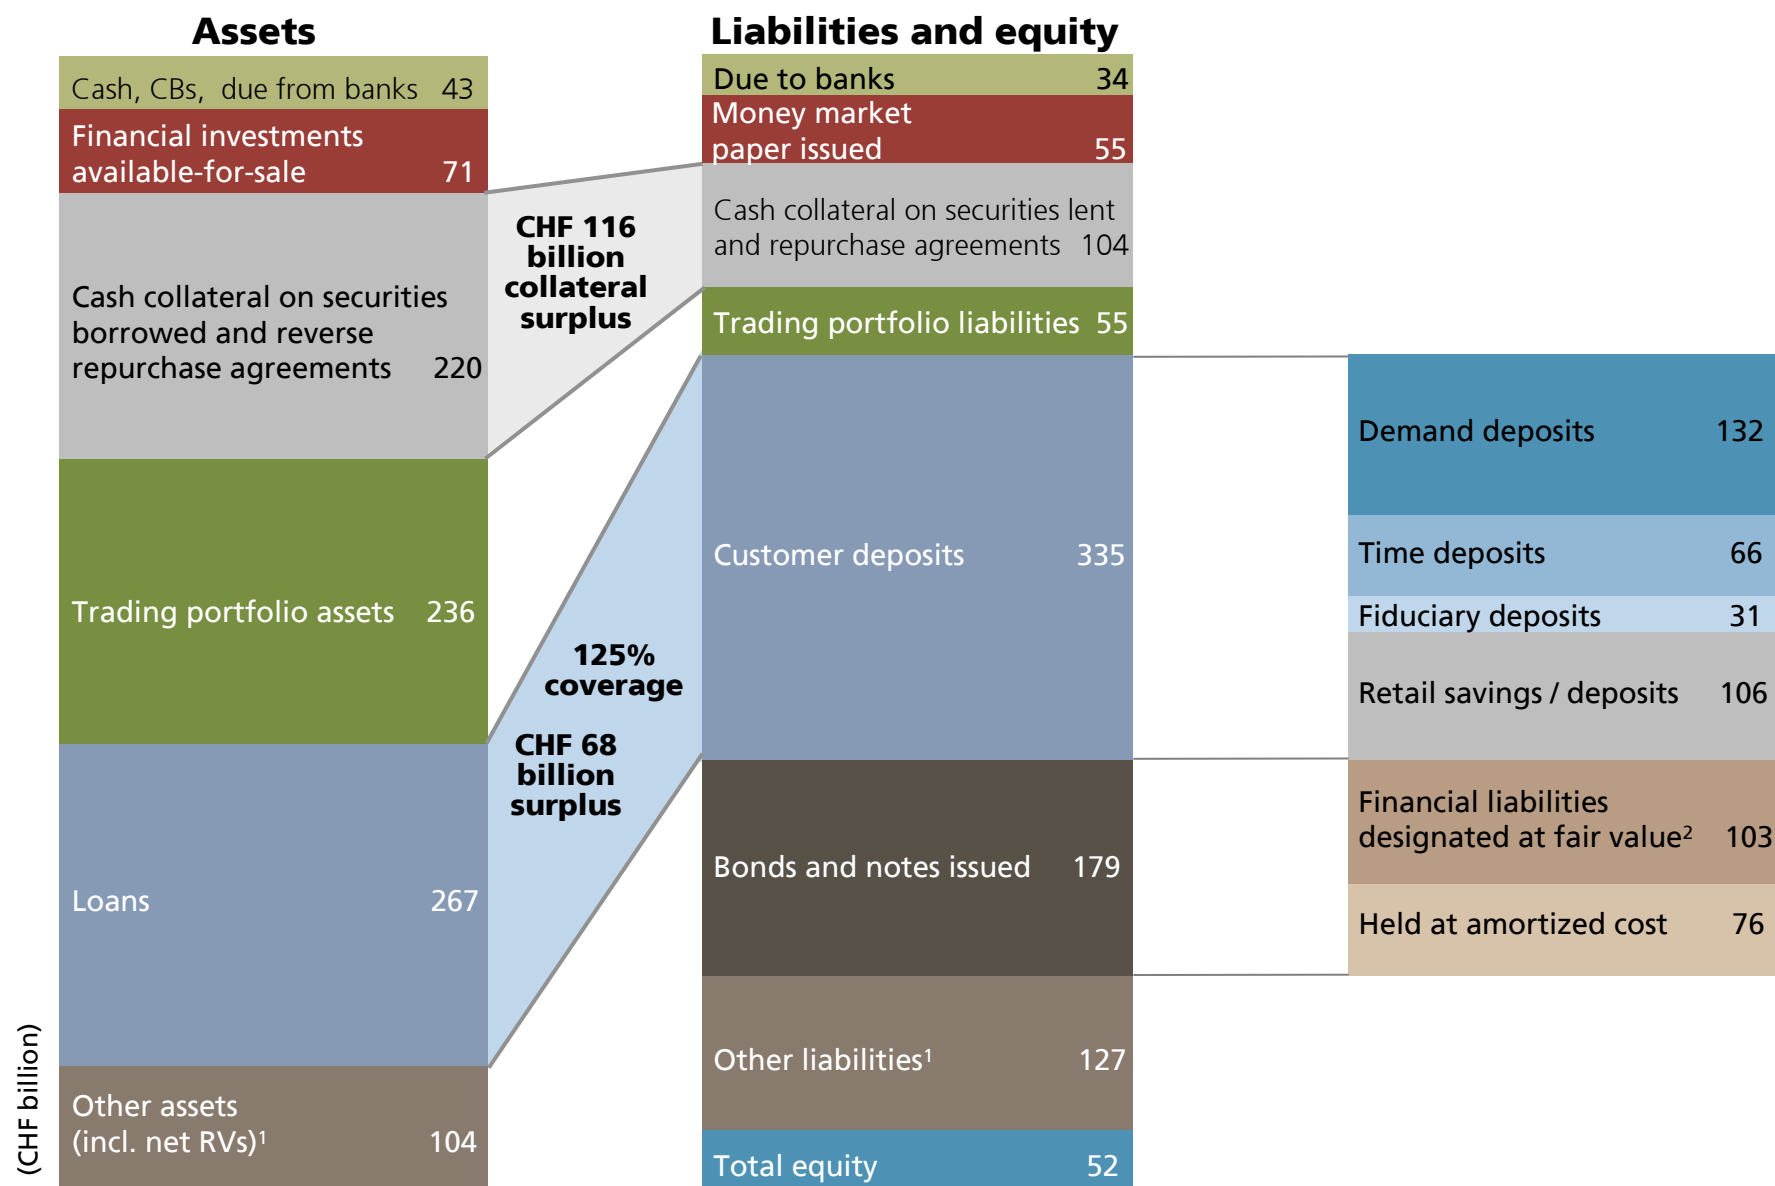 Assets
Cash, CBs, due from banks 43
Financial investments
available-for-sale 71
Cash collateral on securities
borrowed and reverse
repurchase agreements 220
Trading portfolio assets 236
Loans 267
Other assets
(incl. net RVs)¹ 104
(CHF billion)
CHF 116
billion
collateral
surplus
125%
coverage
CHF 68
billion
surplus
Liabilities and equity
Due to banks 34
Money market
paper issued 55
Cash collateral on securities lent
and repurchase agreements 104
Trading portfolio liabilities 55
Customer deposits 335
Bonds and notes issued 179
Other liabilities¹ 127
Total equity 52
Demand deposits 132
Time deposits 66
Fiduciary deposits 31
Retail savings / deposits 106
Financial liabilities
designated at fair value² 103
Held at amortized cost 76